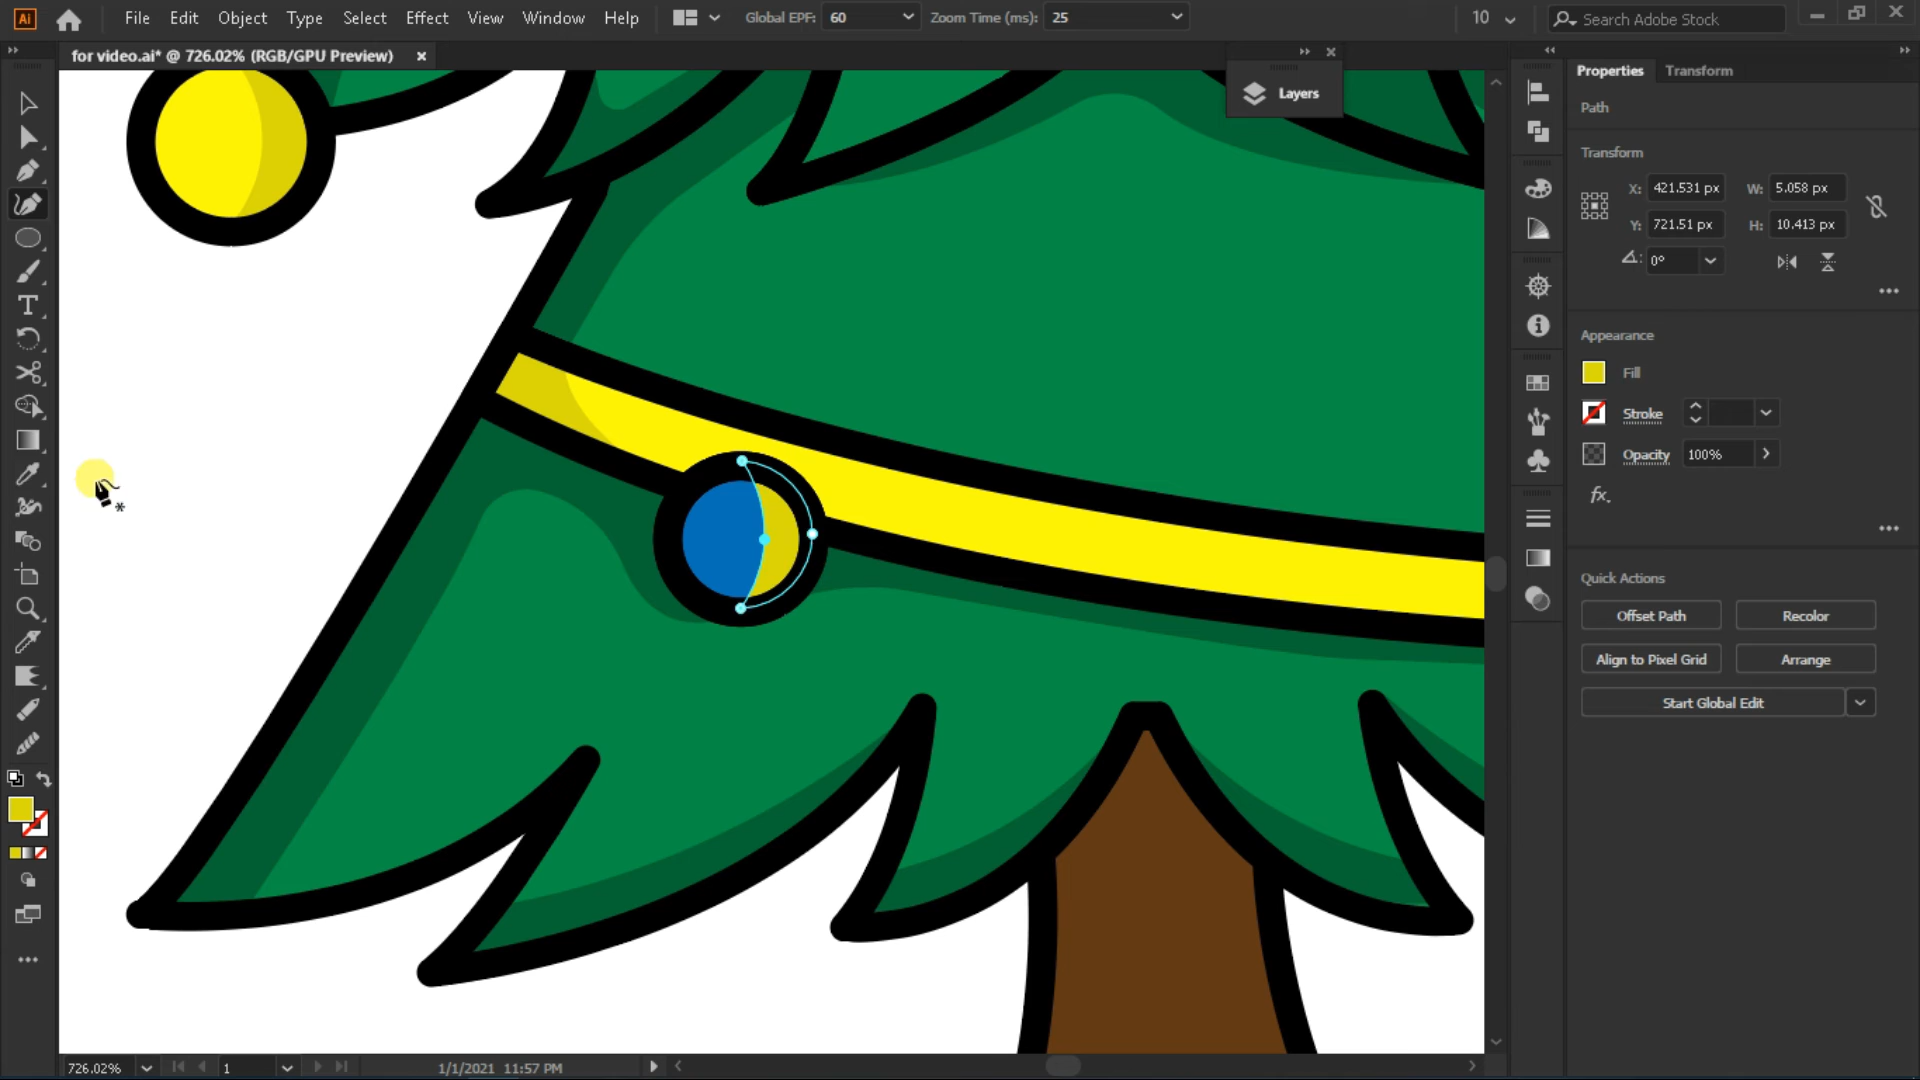 Ai File Edit Object Type Select Effect View Window Help Global EPF: 60 Zoom Time (ms): 25 10 Search Adobe Stock
for video.ai* @ 726.02% (RGB/GPU Preview)
Layers
Properties Transform
Path
Transform
X: 421.531 px W: 5.058 px
Y: 721.51 px H: 10.413 px
0°
Appearance
Fill
Stroke
Opacity 100%
fx.
Quick Actions
Offset Path Recolor
Align to Pixel Grid Arrange
Start Global Edit
726.02% 1 1/1/2021 11:57 PM